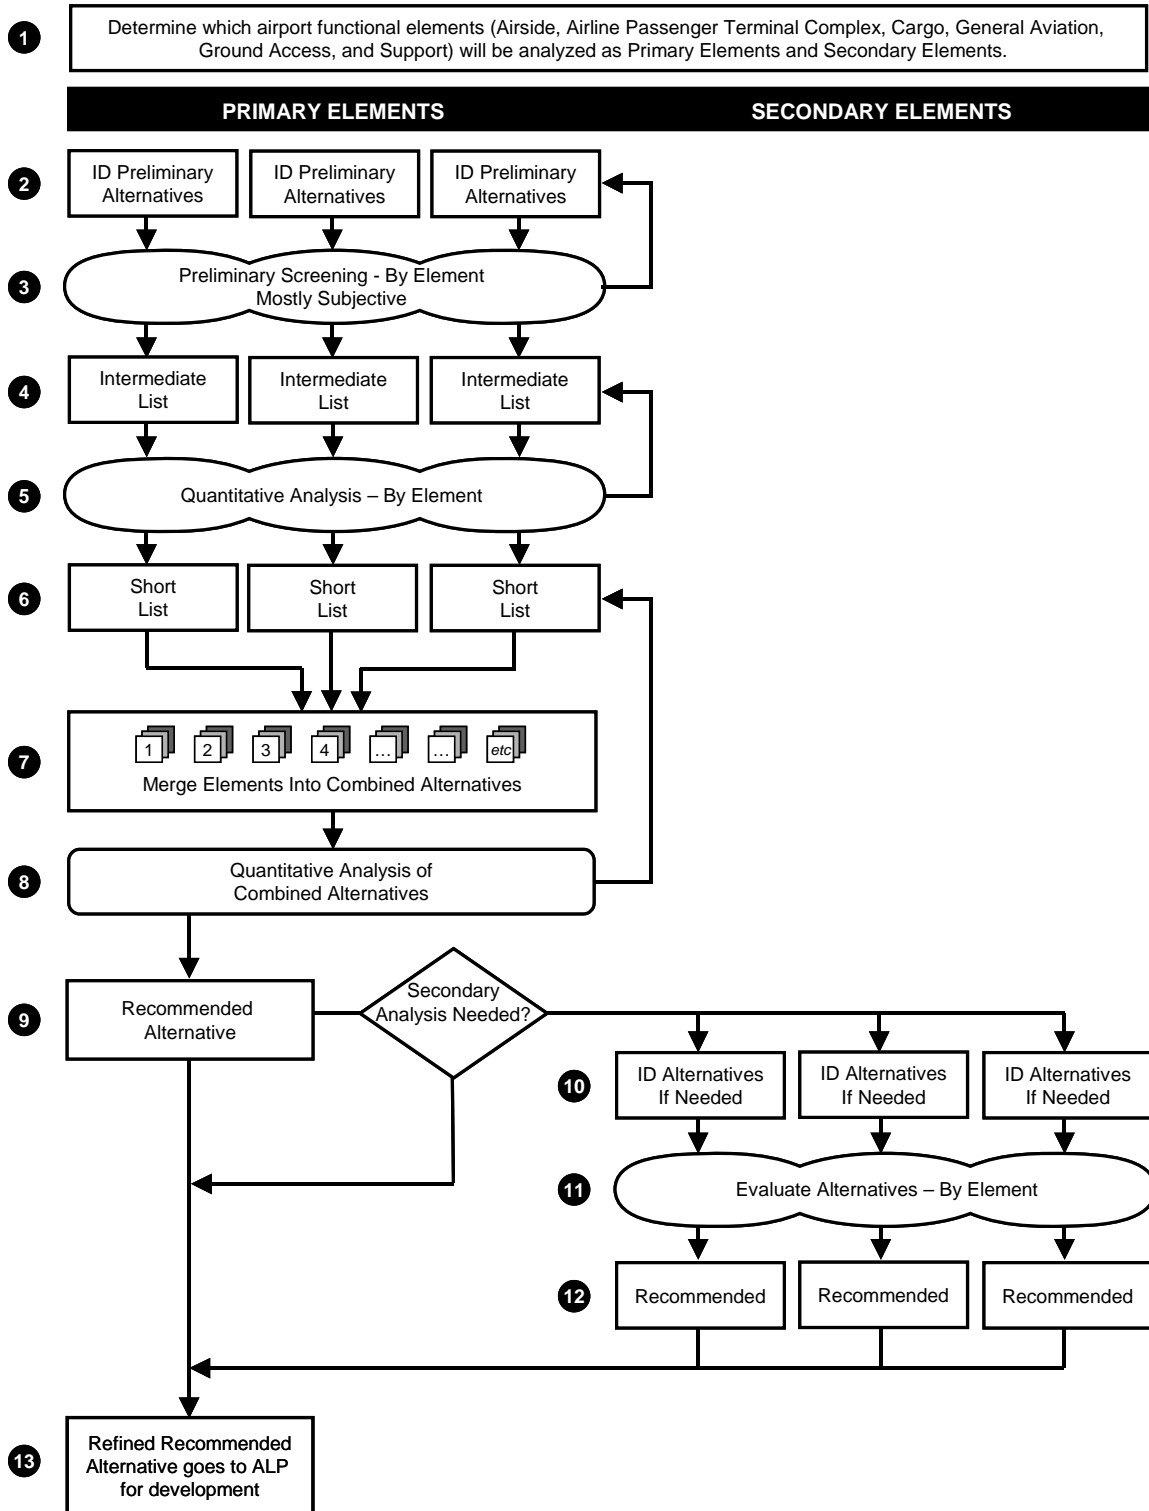 1
Determine which airport functional elements (Airside, Airline Passenger Terminal Complex, Cargo, General Aviation,
Ground Access, and Support) will be analyzed as Primary Elements and Secondary Elements.
PRIMARY ELEMENTS
SECONDARY ELEMENTS
2
ID Preliminary
Alternatives
ID Preliminary
Alternatives
ID Preliminary
Alternatives
3
Preliminary Screening - By Element
Mostly Subjective
4
Intermediate
List
Intermediate
List
Intermediate
List
5
Quantitative Analysis – By Element
6
Short
List
Short
List
Short
List
7
1
2
3
4
...
...
etc
Merge Elements Into Combined Alternatives
8
Quantitative Analysis of
Combined Alternatives
9
Recommended
Alternative
Secondary
Analysis Needed?
10
ID Alternatives
If Needed
ID Alternatives
If Needed
ID Alternatives
If Needed
11
Evaluate Alternatives – By Element
12
Recommended
Recommended
Recommended
13
Refined Recommended
Alternative goes to ALP
for development